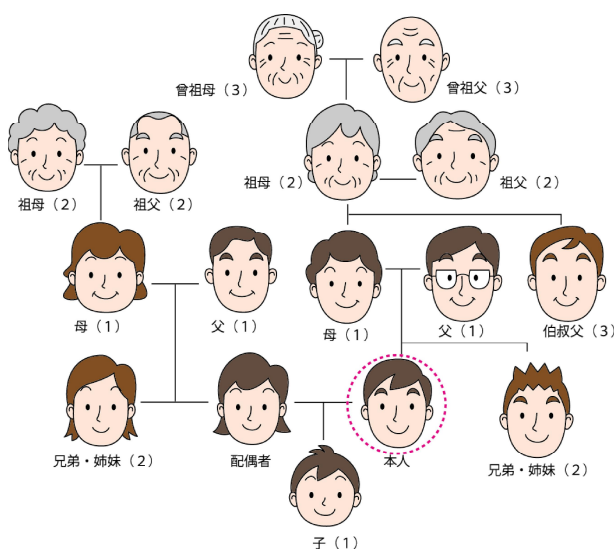 曾祖母（３）
曾祖父（３）
祖母（２）
祖父（２）
祖母（２）
祖父（２）
母（１）
父（１）
母（１）
父（１）
伯叔父（３）
兄弟・姉妹（２）
配偶者
本人
兄弟・姉妹（２）
子（１）